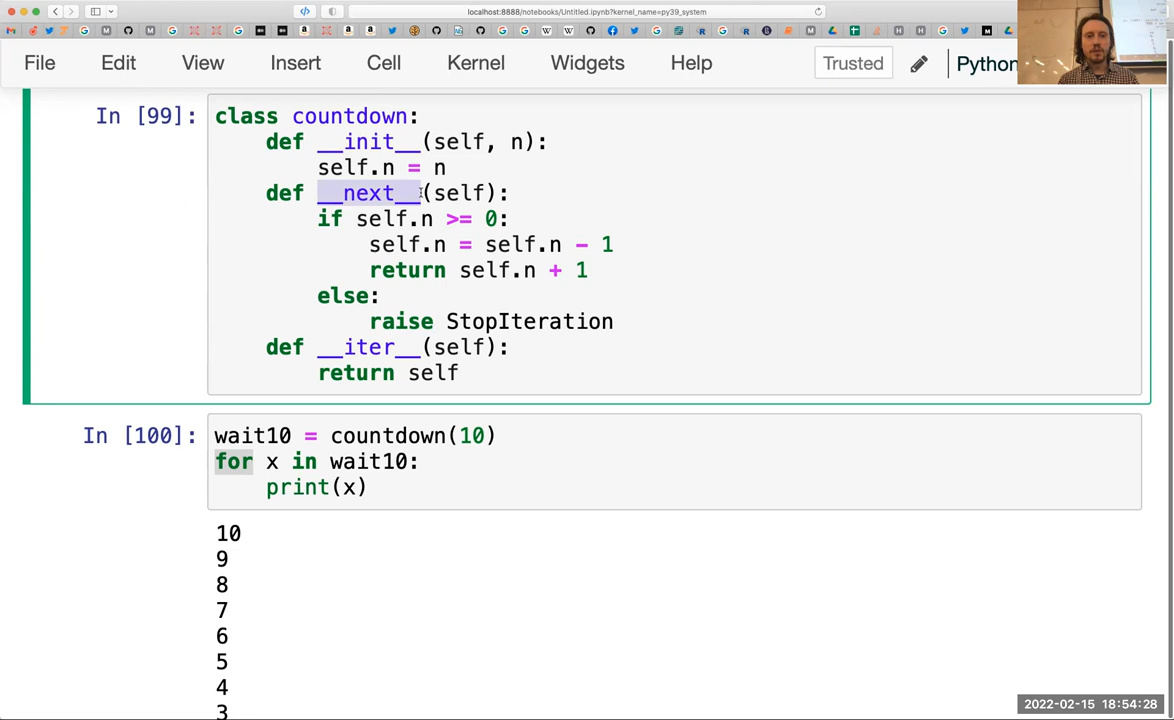 localhost:8888/notebooks/Untitled.ipynb?kernel_name=py39_system
File Edit View Insert Cell Kernel Widgets Help Trusted Python
In [99]:
class countdown:
    def __init__(self, n):
        self.n = n
    def __next__(self):
        if self.n >= 0:
            self.n = self.n - 1
            return self.n + 1
        else:
            raise StopIteration
    def __iter__(self):
        return self
In [100]:
wait10 = countdown(10)
for x in wait10:
    print(x)
10
9
8
7
6
5
4
3
2022-02-15 18:54:28